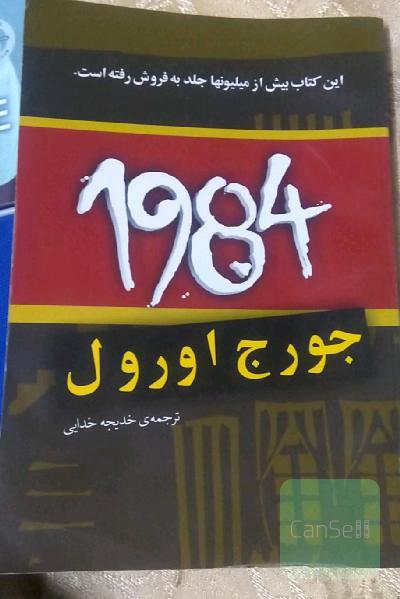 این کتاب بیش از میلیونها جلد به فروش رفته است.
1984
جورج اورول
ترجمه‌ی خدیجه خدایی
CanSell